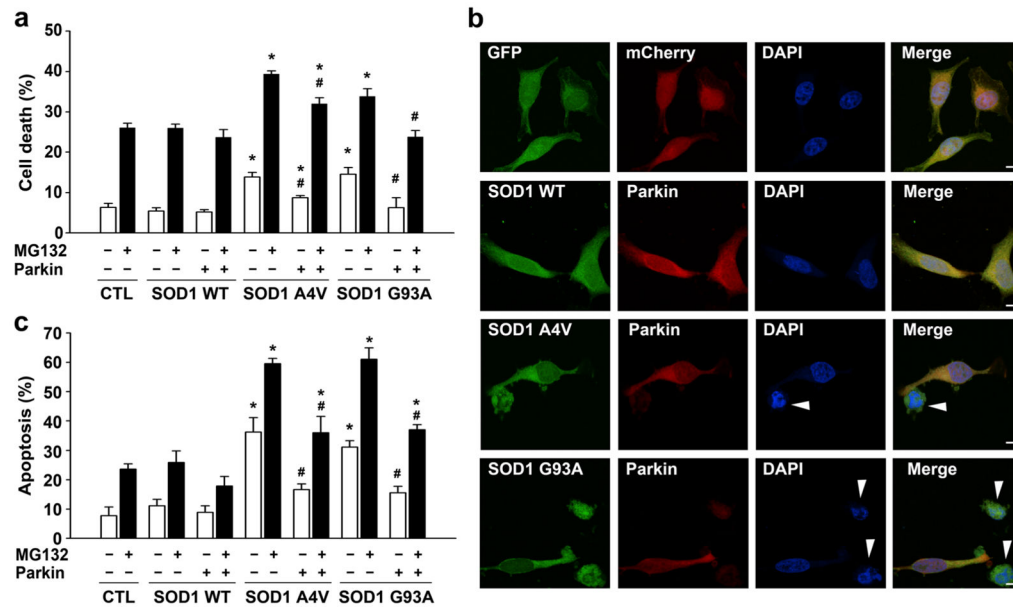 a
Cell death (%)
50
40
30
20
10
0
* * * * # * * # * # #
MG132 – + – + – + – + – + – + – +
Parkin – – – – + + – – + + – – + +
CTL SOD1 WT SOD1 A4V SOD1 G93A
c
Apoptosis (%)
70
60
50
40
30
20
10
0
* * # * # * * # * #
MG132 – + – + – + – + – + – + – +
Parkin – – – – + + – – + + – – + +
CTL SOD1 WT SOD1 A4V SOD1 G93A
b
GFP mCherry DAPI Merge
SOD1 WT Parkin DAPI Merge
SOD1 A4V Parkin DAPI Merge
SOD1 G93A Parkin DAPI Merge